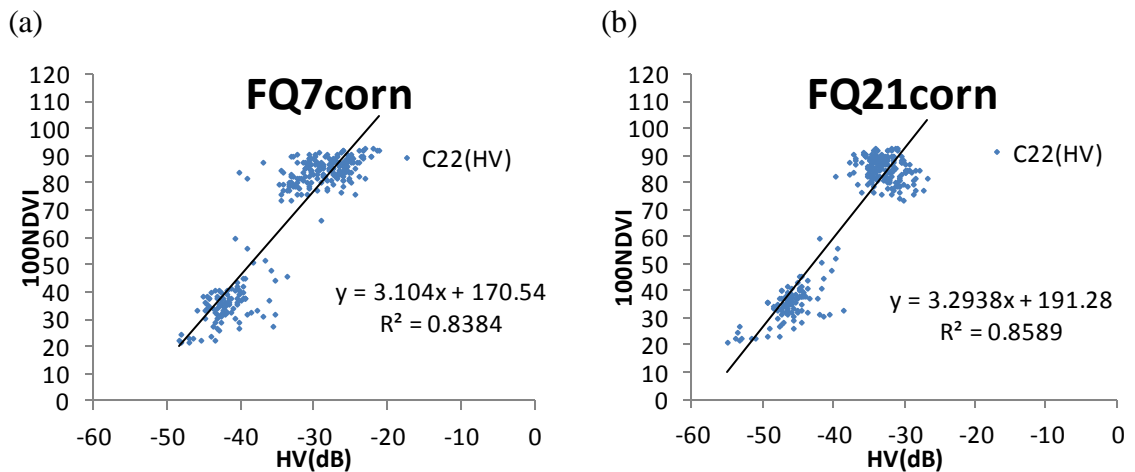 (a)
FQ7corn
120
110
100
90
80
70
60
50
40
30
20
10
0
100NDVI
C22(HV)
y = 3.104x + 170.54
R² = 0.8384
-60 -50 -40 -30 -20 -10 0
HV(dB)
(b)
FQ21corn
120
110
100
90
80
70
60
50
40
30
20
10
0
100NDVI
C22(HV)
y = 3.2938x + 191.28
R² = 0.8589
-60 -50 -40 -30 -20 -10 0
HV(dB)